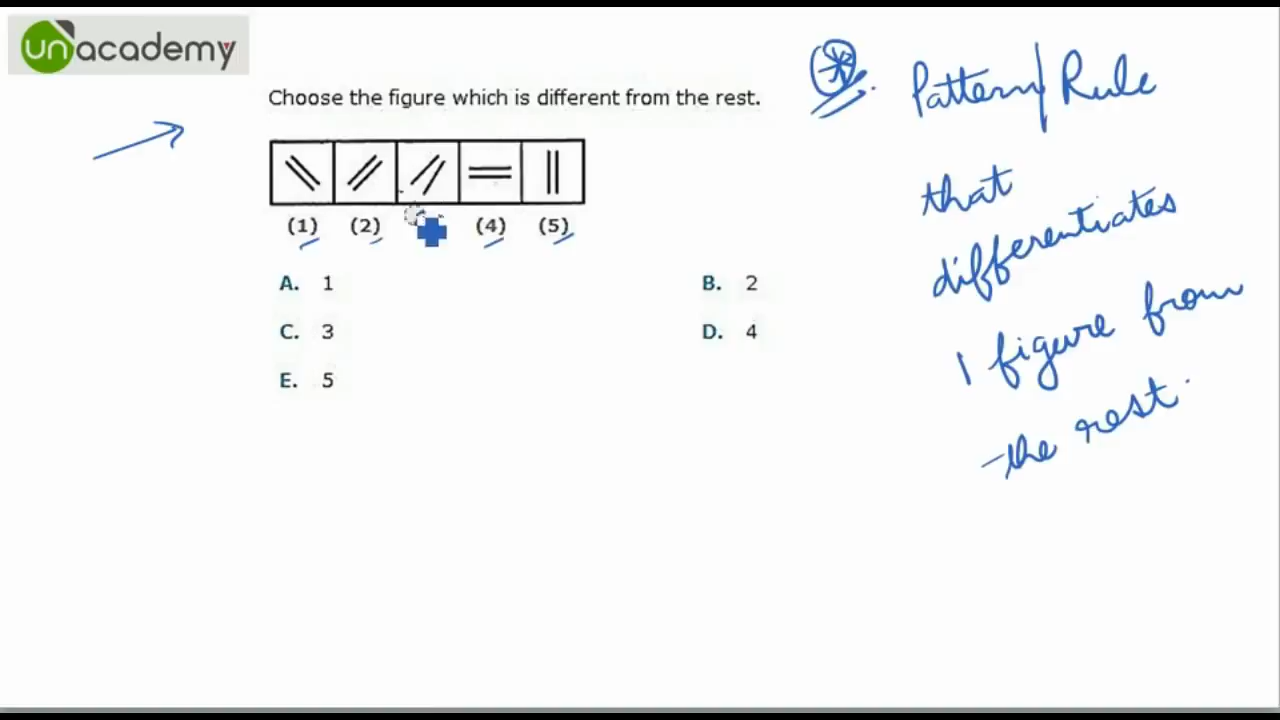 unacademy
Choose the figure which is different from the rest.
(1) (2) (4) (5)
A. 1 B. 2
C. 3 D. 4
E. 5
Pattern/Rule
that
differentiates
1 figure from
the rest.